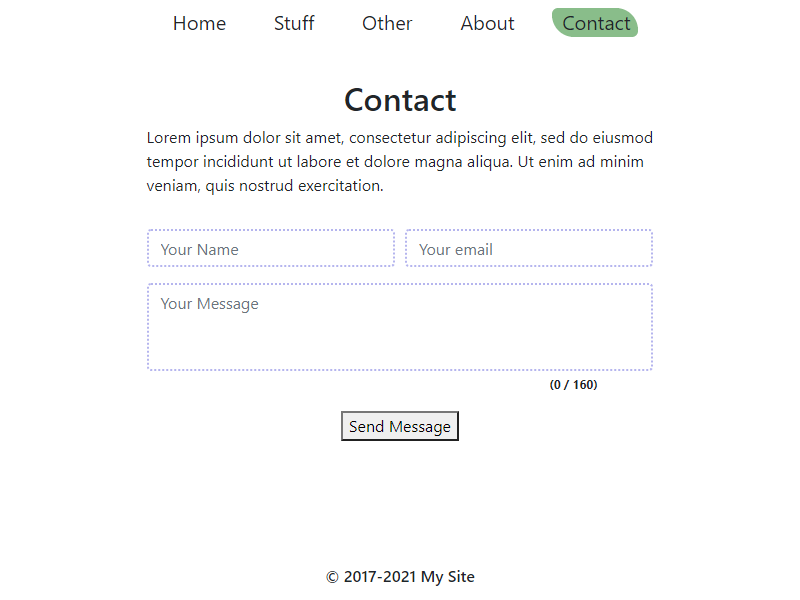 Home Stuff Other About Contact
Contact
Lorem ipsum dolor sit amet, consectetur adipiscing elit, sed do eiusmod
tempor incididunt ut labore et dolore magna aliqua. Ut enim ad minim
veniam, quis nostrud exercitation.
Your Name Your email
Your Message
(0 / 160)
Send Message
© 2017-2021 My Site